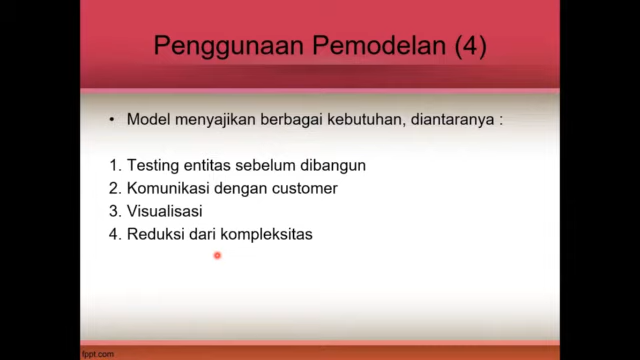 Penggunaan Pemodelan (4)
• Model menyajikan berbagai kebutuhan, diantaranya :
1. Testing entitas sebelum dibangun
2. Komunikasi dengan customer
3. Visualisasi
4. Reduksi dari kompleksitas
fppt.com